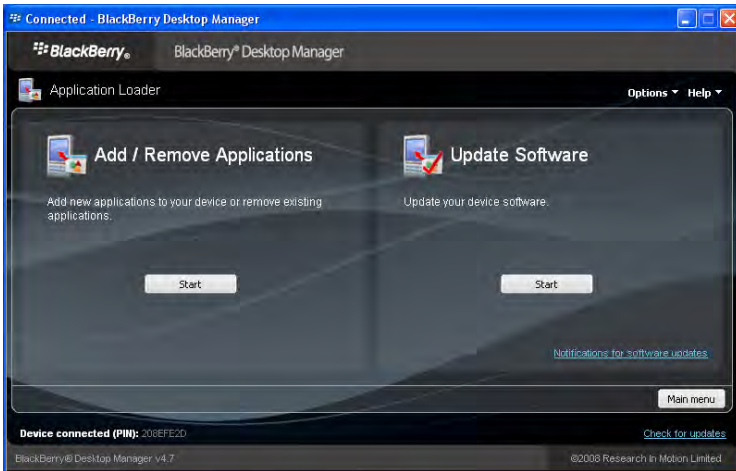 Connected - BlackBerry Desktop Manager
BlackBerry® BlackBerry® Desktop Manager
Application Loader Options Help
Add / Remove Applications
Add new applications to your device or remove existing
applications.
Start
Update Software
Update your device software.
Start
Notifications for software updates
Main menu
Device connected (PIN): 208EFE2D Check for updates
BlackBerry® Desktop Manager v4.7 ©2008 Research In Motion Limited